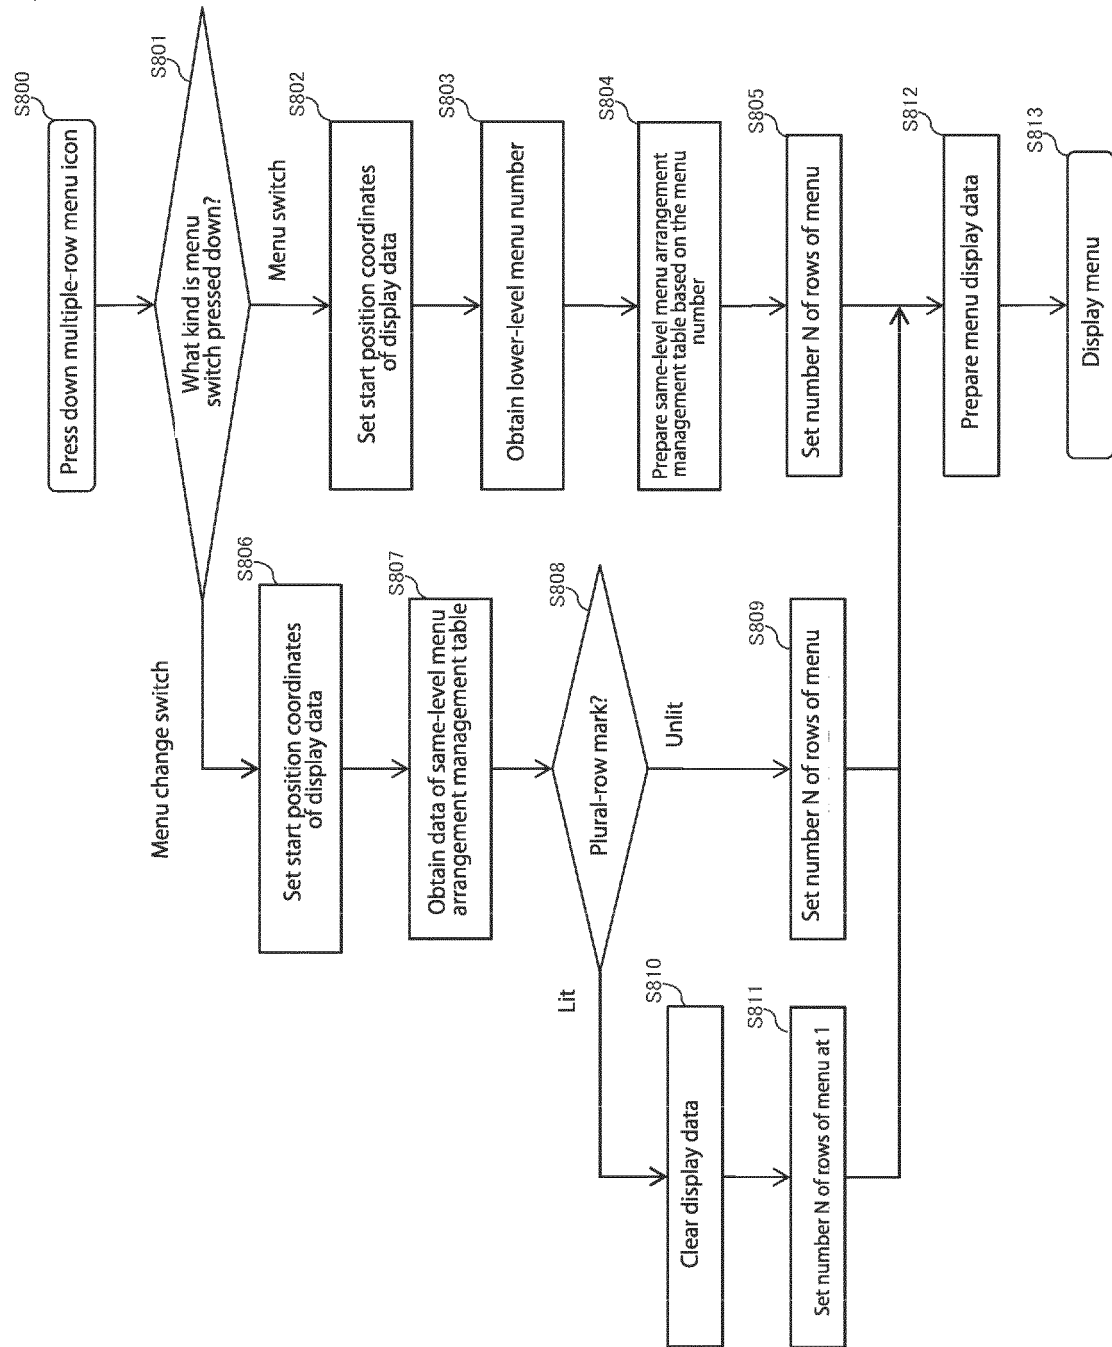 S800
Press down multiple-row menu icon
S801
What kind is menu
switch pressed down?
Menu switch
Menu change switch
S802
Set start position coordinates
of display data
S803
Obtain lower-level menu number
S804
Prepare same-level menu arrangement
management table based on the menu
number
S805
Set number N of rows of menu
S806
Set start position coordinates
of display data
S807
Obtain data of same-level menu
arrangement management table
S808
Plural-row mark?
Unlit
Lit
S809
Set number N of rows of menu
S810
Clear display data
S811
Set number N of rows of menu at 1
S812
Prepare menu display data
S813
Display menu